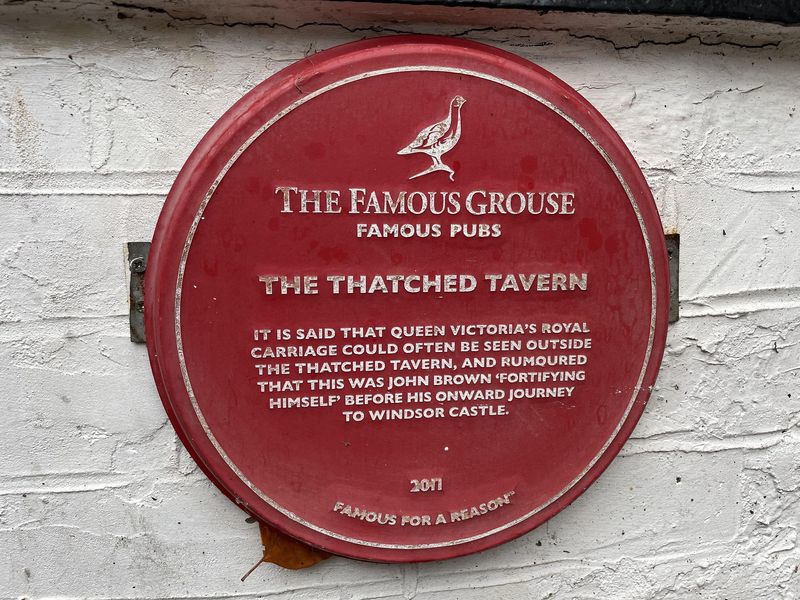 THE FAMOUS GROUSE
FAMOUS PUBS
THE THATCHED TAVERN
IT IS SAID THAT QUEEN VICTORIA'S ROYAL
CARRIAGE COULD OFTEN BE SEEN OUTSIDE
THE THATCHED TAVERN, AND RUMOURED
THAT THIS WAS JOHN BROWN 'FORTIFYING
HIMSELF' BEFORE HIS ONWARD JOURNEY
TO WINDSOR CASTLE.
2011
FAMOUS FOR A REASON™